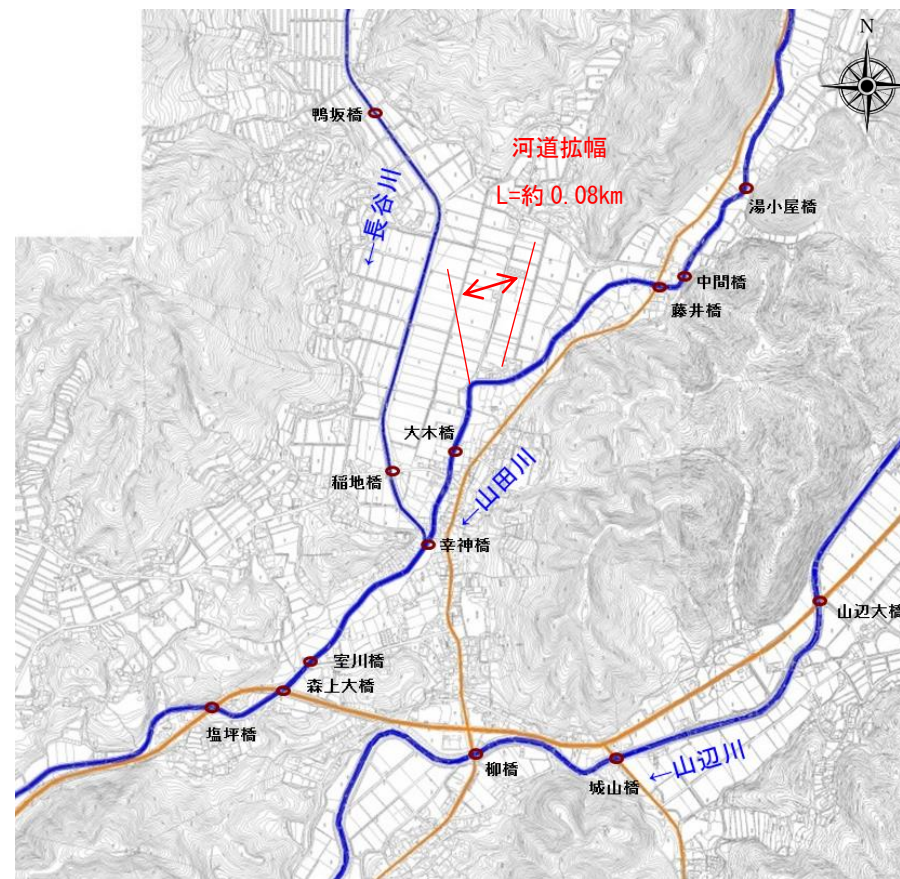 N
鴨坂橋
河道拡幅
L=約 0.08km
←長谷川
湯小屋橋
中間橋
藤井橋
大木橋
稲地橋
←山田川
幸神橋
山辺大橋
室川橋
森上大橋
塩坪橋
柳橋
←山辺川
城山橋